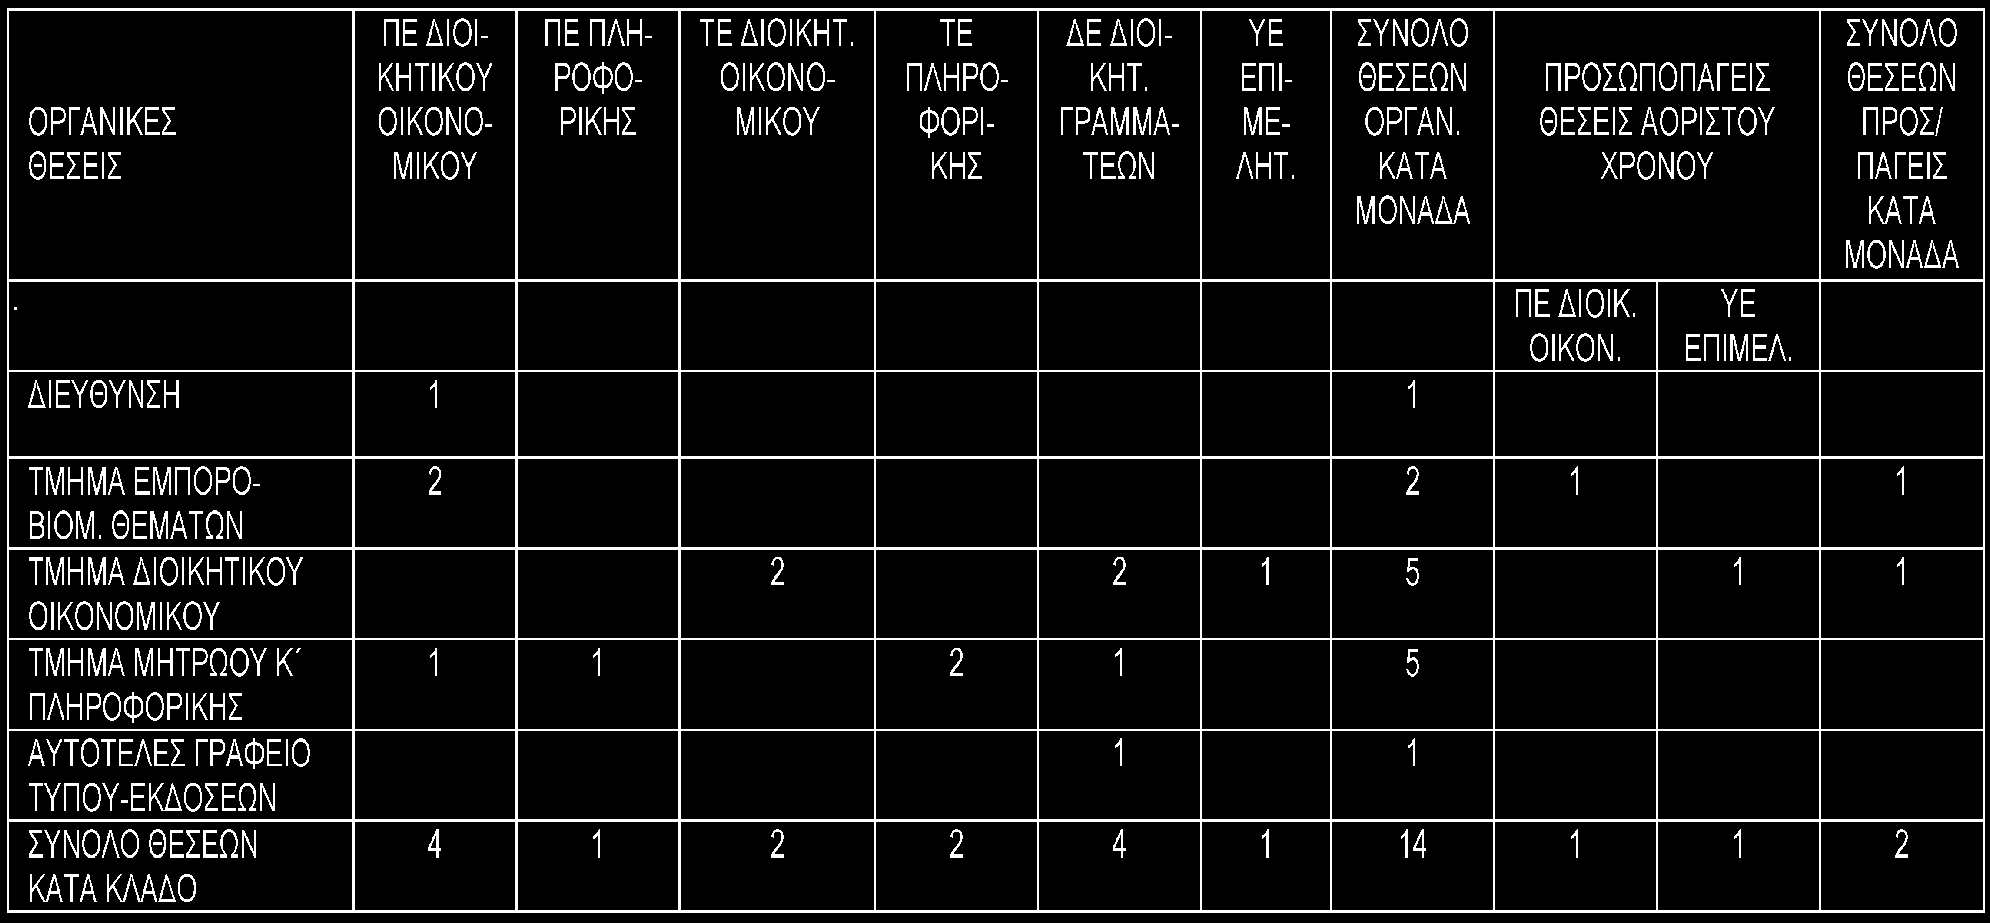 ΟΡΓΑΝΙΚΕΣ
ΘΕΣΕΙΣ
ΠΕ ΔΙΟΙ-
ΚΗΤΙΚΟΥ
ΟΙΚΟΝΟ-
ΜΙΚΟΥ
ΠΕ ΠΛΗ-
ΡΟΦΟ-
ΡΙΚΗΣ
ΤΕ ΔΙΟΙΚΗΤ.
ΟΙΚΟΝΟ-
ΜΙΚΟΥ
ΤΕ
ΠΛΗΡΟ-
ΦΟΡΙ-
ΚΗΣ
ΔΕ ΔΙΟΙ-
ΚΗΤ.
ΓΡΑΜΜΑ-
ΤΕΩΝ
ΥΕ
ΕΠΙ-
ΜΕ-
ΛΗΤ.
ΣΥΝΟΛΟ
ΘΕΣΕΩΝ
ΟΡΓΑΝ.
ΚΑΤΑ
ΜΟΝΑΔΑ
ΠΡΟΣΩΠΟΠΑΓΕΙΣ
ΘΕΣΕΙΣ ΑΟΡΙΣΤΟΥ
ΧΡΟΝΟΥ
ΣΥΝΟΛΟ
ΘΕΣΕΩΝ
ΠΡΟΣ/
ΠΑΓΕΙΣ
ΚΑΤΑ
ΜΟΝΑΔΑ
.
ΠΕ ΔΙΟΙΚ.
ΟΙΚΟΝ.
ΥΕ
ΕΠΙΜΕΛ.
ΔΙΕΥΘΥΝΣΗ 1 1
ΤΜΗΜΑ ΕΜΠΟΡΟ- 2 2 1 1
ΒΙΟΜ. ΘΕΜΑΤΩΝ
ΤΜΗΜΑ ΔΙΟΙΚΗΤΙΚΟΥ 2 2 1 5 1 1
ΟΙΚΟΝΟΜΙΚΟΥ
ΤΜΗΜΑ ΜΗΤΡΩΟΥ Κ΄ 1 1 2 1 5
ΠΛΗΡΟΦΟΡΙΚΗΣ
ΑΥΤΟΤΕΛΕΣ ΓΡΑΦΕΙΟ 1 1
ΤΥΠΟΥ-ΕΚΔΟΣΕΩΝ
ΣΥΝΟΛΟ ΘΕΣΕΩΝ 4 1 2 2 4 1 14 1 1 2
ΚΑΤΑ ΚΛΑΔΟ